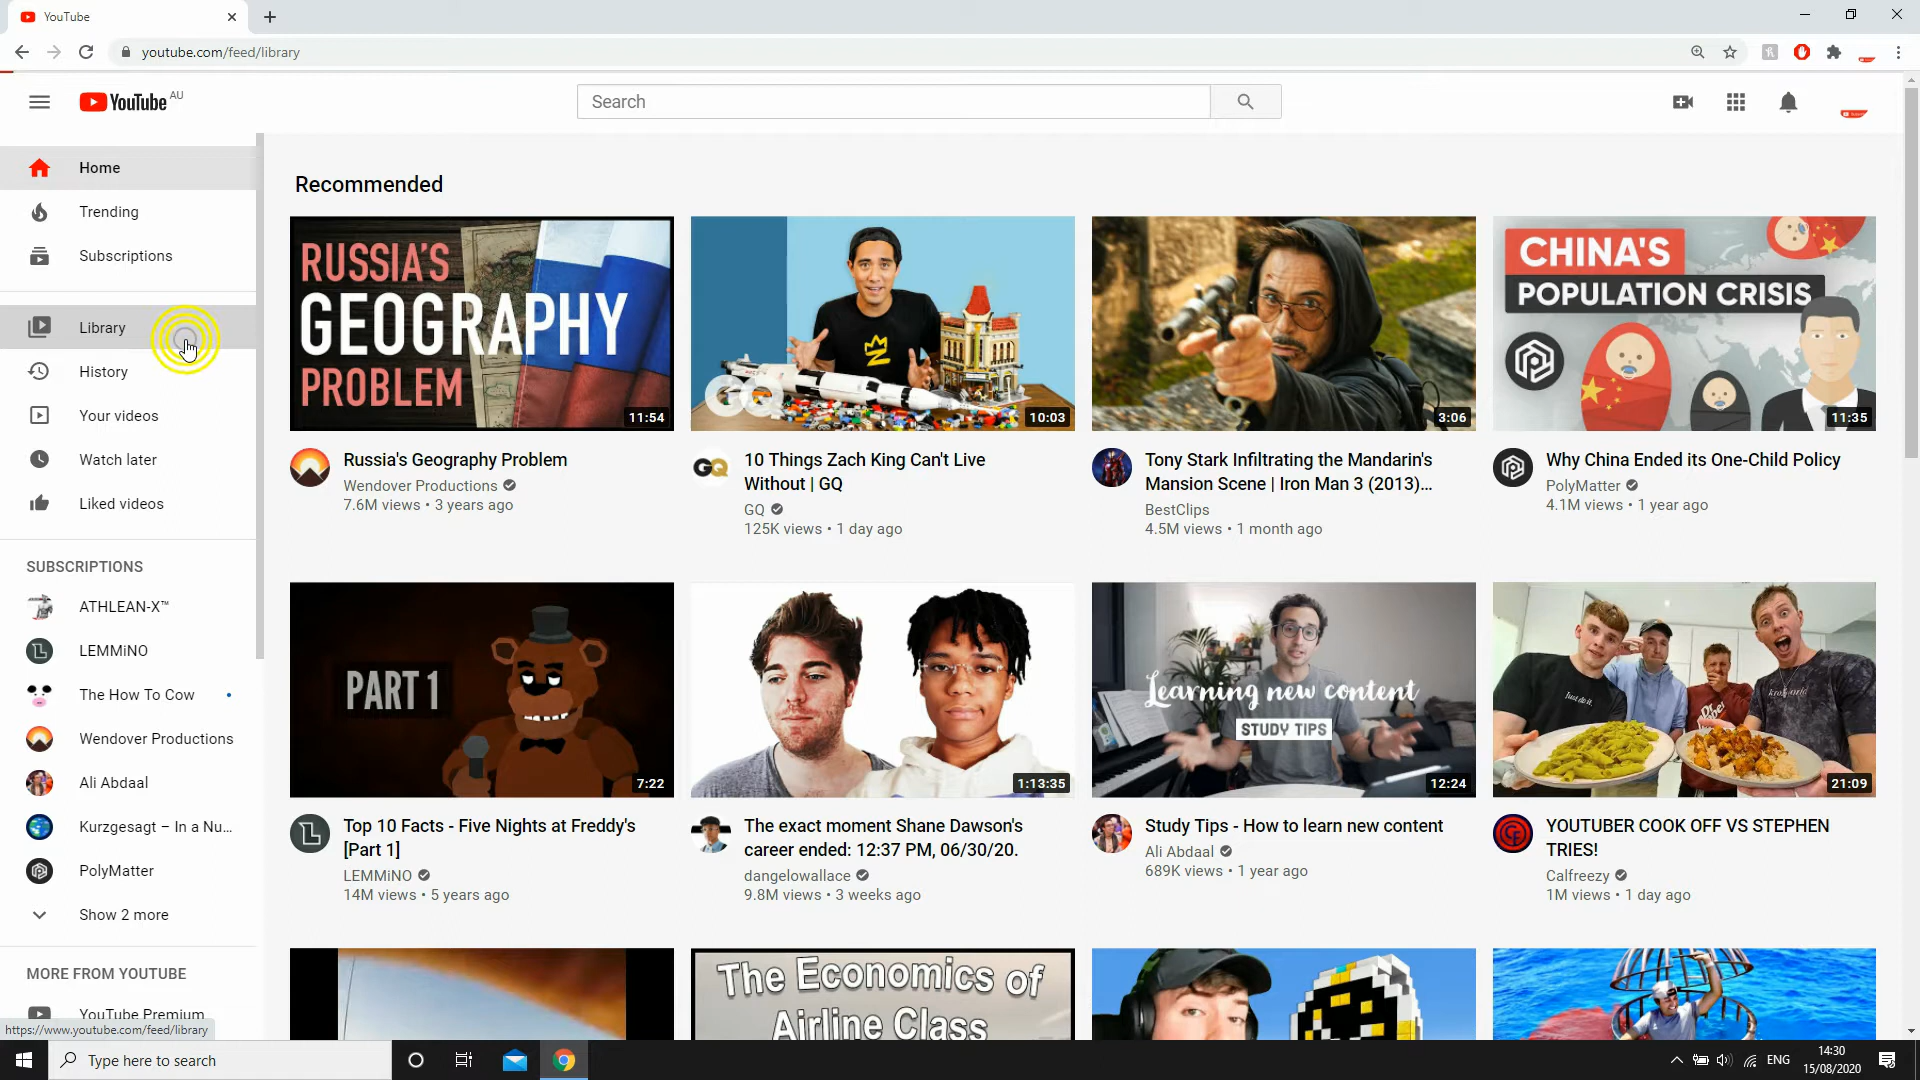 YouTube
youtube.com/feed/library
YouTube AU
Search
Home
Trending
Subscriptions
Library
History
Your videos
Watch later
Liked videos
SUBSCRIPTIONS
ATHLEAN-X™
LEMMiNO
The How To Cow
Wendover Productions
Ali Abdaal
Kurzgesagt – In a Nu...
PolyMatter
Show 2 more
MORE FROM YOUTUBE
YouTube Premium
https://www.youtube.com/feed/library
Recommended
RUSSIA'S
GEOGRAPHY
PROBLEM
11:54
Russia's Geography Problem
Wendover Productions
7.6M views • 3 years ago
GQ
10:03
GQ
10 Things Zach King Can't Live
Without | GQ
GQ
125K views • 1 day ago
3:06
Tony Stark Infiltrating the Mandarin's
Mansion Scene | Iron Man 3 (2013)...
BestClips
4.5M views • 1 month ago
CHINA'S
POPULATION CRISIS
11:35
Why China Ended its One-Child Policy
PolyMatter
4.1M views • 1 year ago
PART 1
7:22
Top 10 Facts - Five Nights at Freddy's
[Part 1]
LEMMiNO
14M views • 5 years ago
1:13:35
The exact moment Shane Dawson's
career ended: 12:37 PM, 06/30/20.
dangelowallace
9.8M views • 3 weeks ago
Learning new content
STUDY TIPS
12:24
Study Tips - How to learn new content
Ali Abdaal
689K views • 1 year ago
Just do it.
21:09
YOUTUBER COOK OFF VS STEPHEN
TRIES!
Calfreezy
1M views • 1 day ago
The Economics of
Airline Class
Type here to search
ENG
14:30
15/08/2020